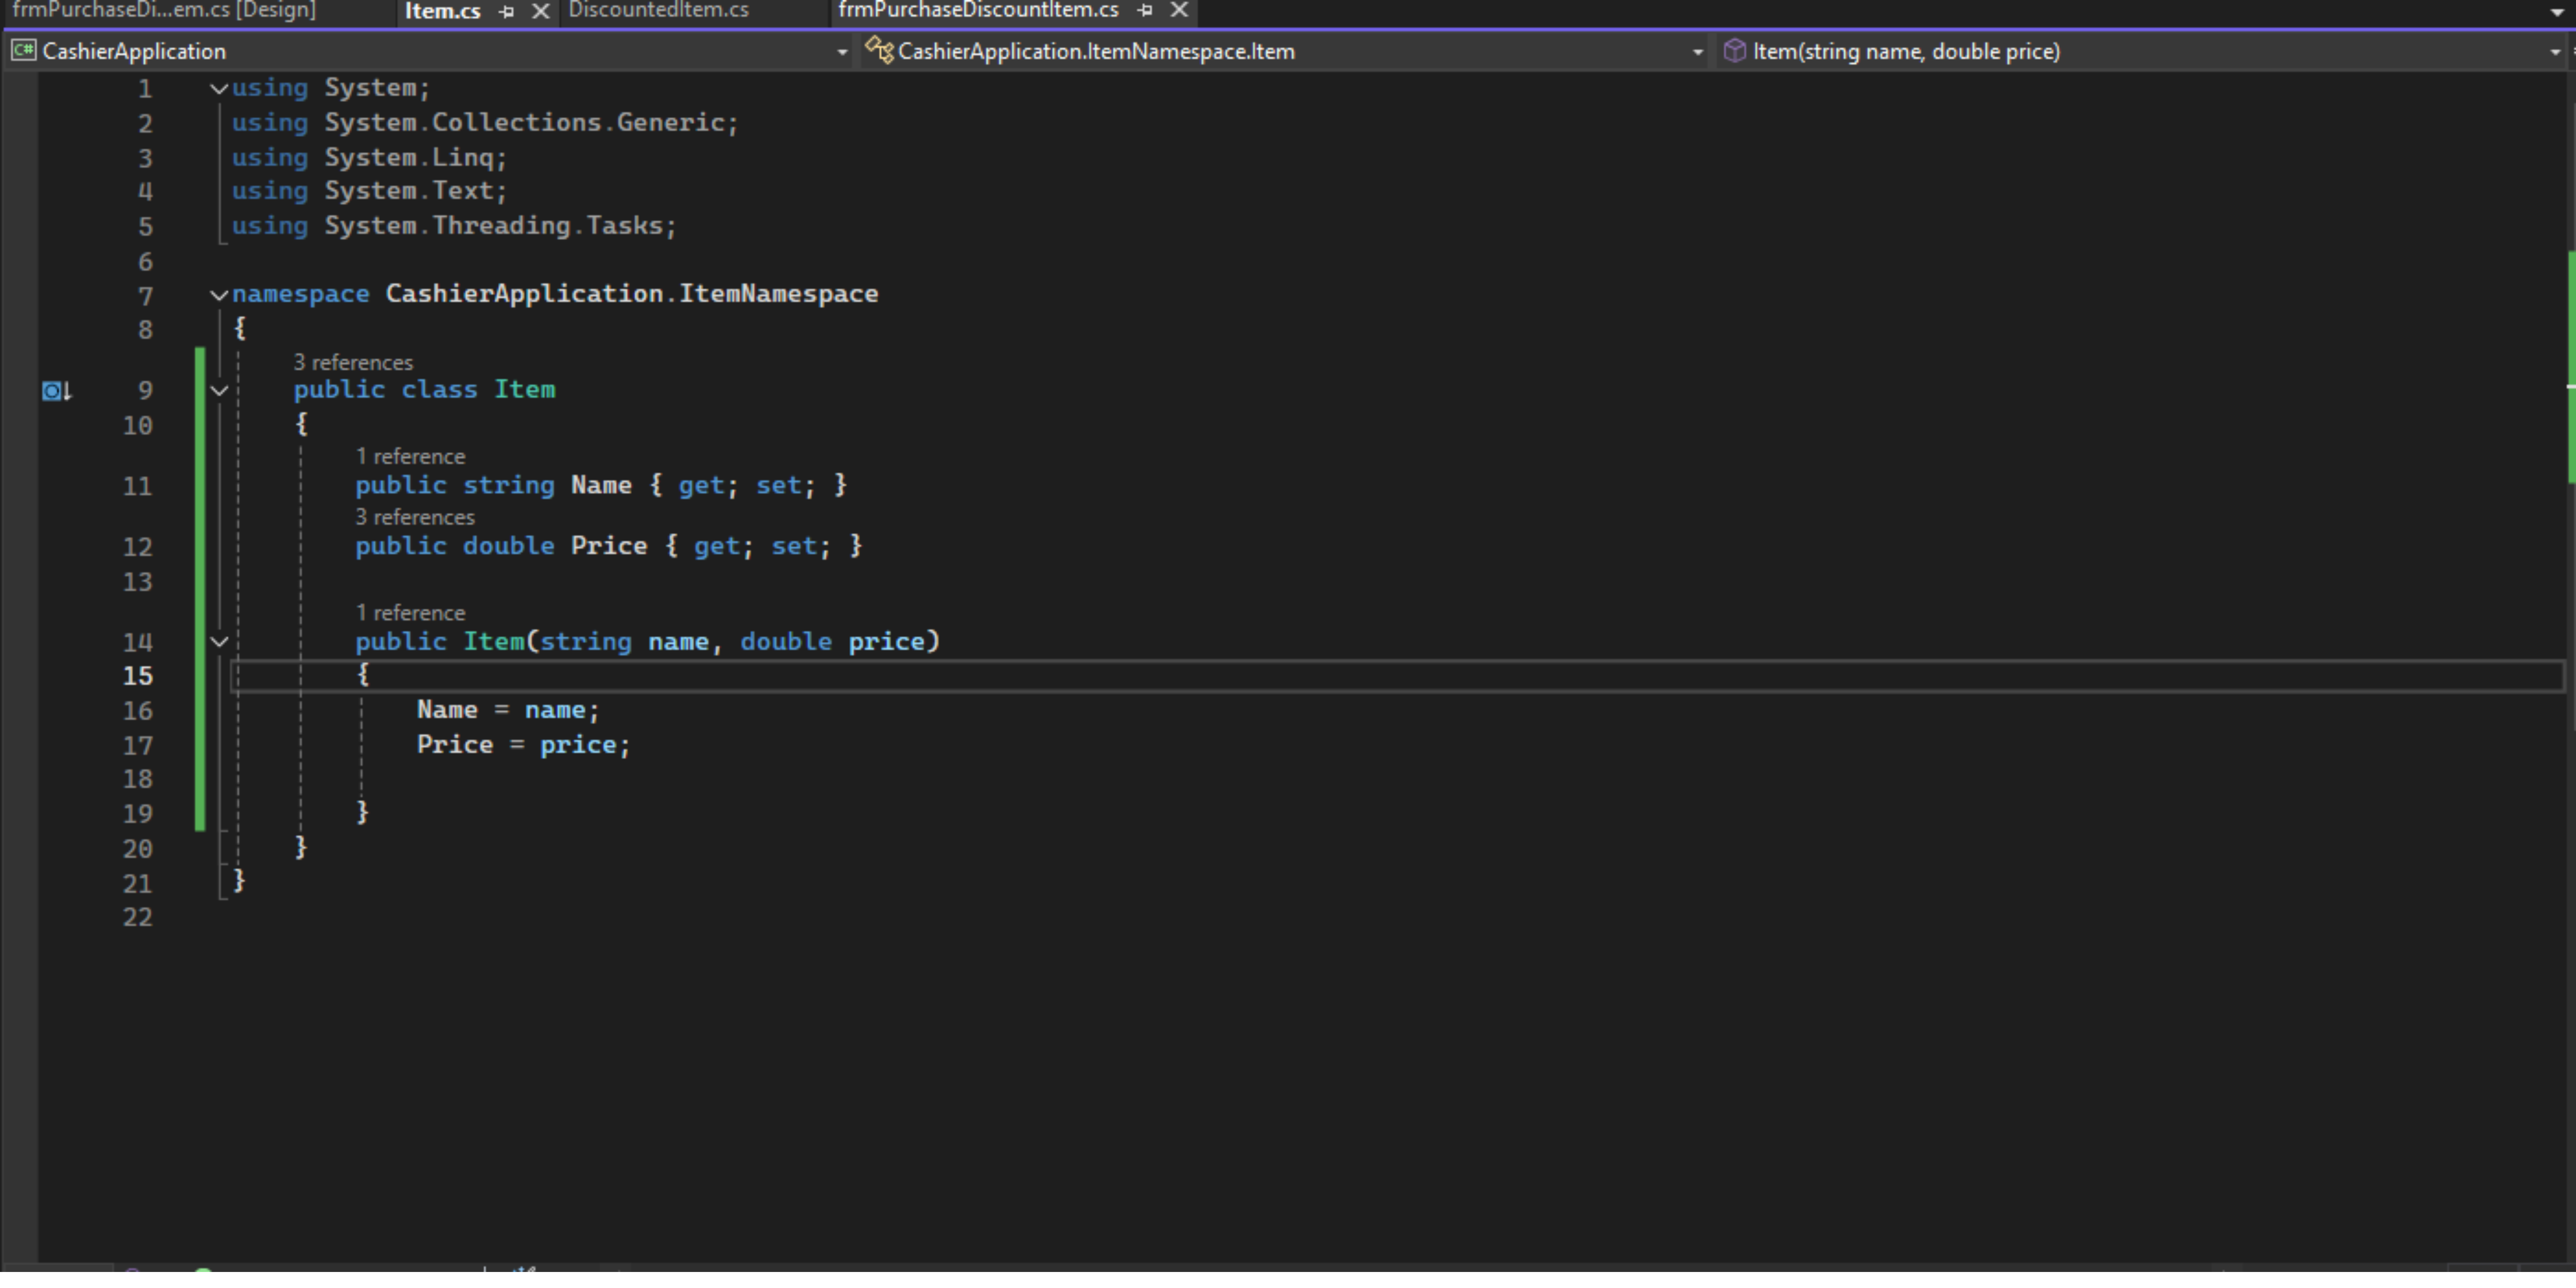 frmPurchaseDi...em.cs [Design] Item.cs DiscountedItem.cs frmPurchaseDiscountItem.cs
C# CashierApplication CashierApplication.ItemNamespace.Item Item(string name, double price)
1 using System;
2 using System.Collections.Generic;
3 using System.Linq;
4 using System.Text;
5 using System.Threading.Tasks;
6
7 namespace CashierApplication.ItemNamespace
8 {
3 references
9 public class Item
10 {
1 reference
11 public string Name { get; set; }
3 references
12 public double Price { get; set; }
13
1 reference
14 public Item(string name, double price)
15 {
16 Name = name;
17 Price = price;
18
19 }
20 }
21 }
22